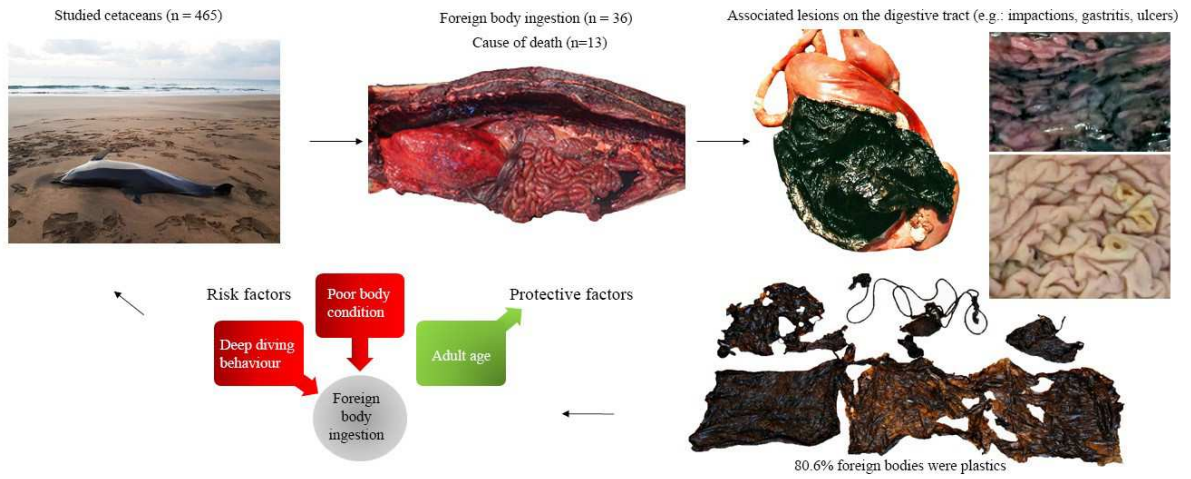 Studied cetaceans (n = 465)
Foreign body ingestion (n = 36)
Cause of death (n=13)
Associated lesions on the digestive tract (e.g.: impactions, gastritis, ulcers)
Risk factors
Poor body
condition
Protective factors
Deep diving
behaviour
Adult age
Foreign
body
ingestion
80.6% foreign bodies were plastics